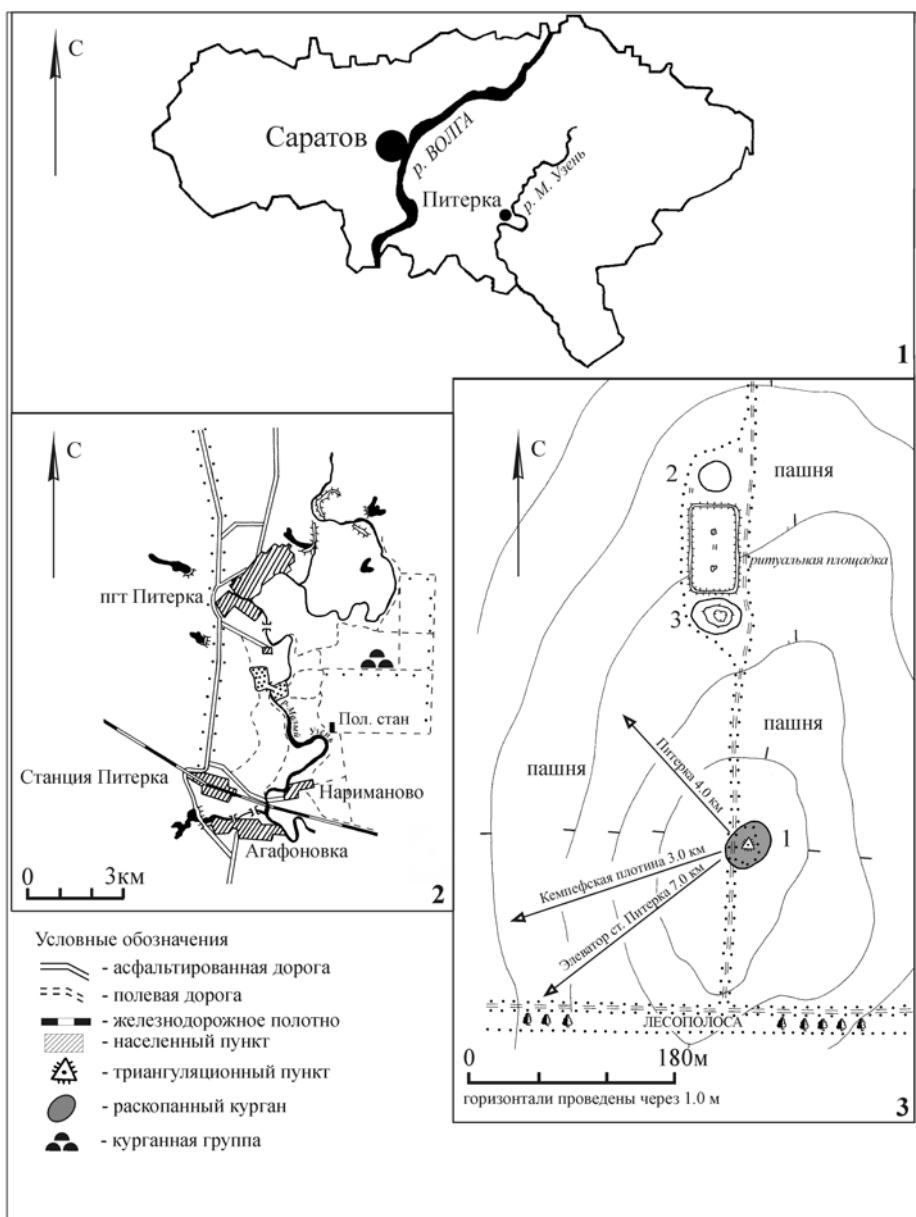 С
Саратов
р. ВОЛГА
Питерка
р. М. Узень
1
С
пгт Питерка
Пол. стан
р. Малый Узень
Станция Питерка
Нариманово
Агафоновка
0 3км
2
С
2
пашня
ритуальная площадка
3
пашня
пашня
Питерка 4.0 км
1
Кемпефская плотина 3.0 км
Элеватор ст. Питерка 7.0 км
ЛЕСОПОЛОСА
0 180м
горизонтали проведены через 1.0 м
3
Условные обозначения
- асфальтированная дорога
- полевая дорога
- железнодорожное полотно
- населенный пункт
- триангуляционный пункт
- раскопанный курган
- курганная группа